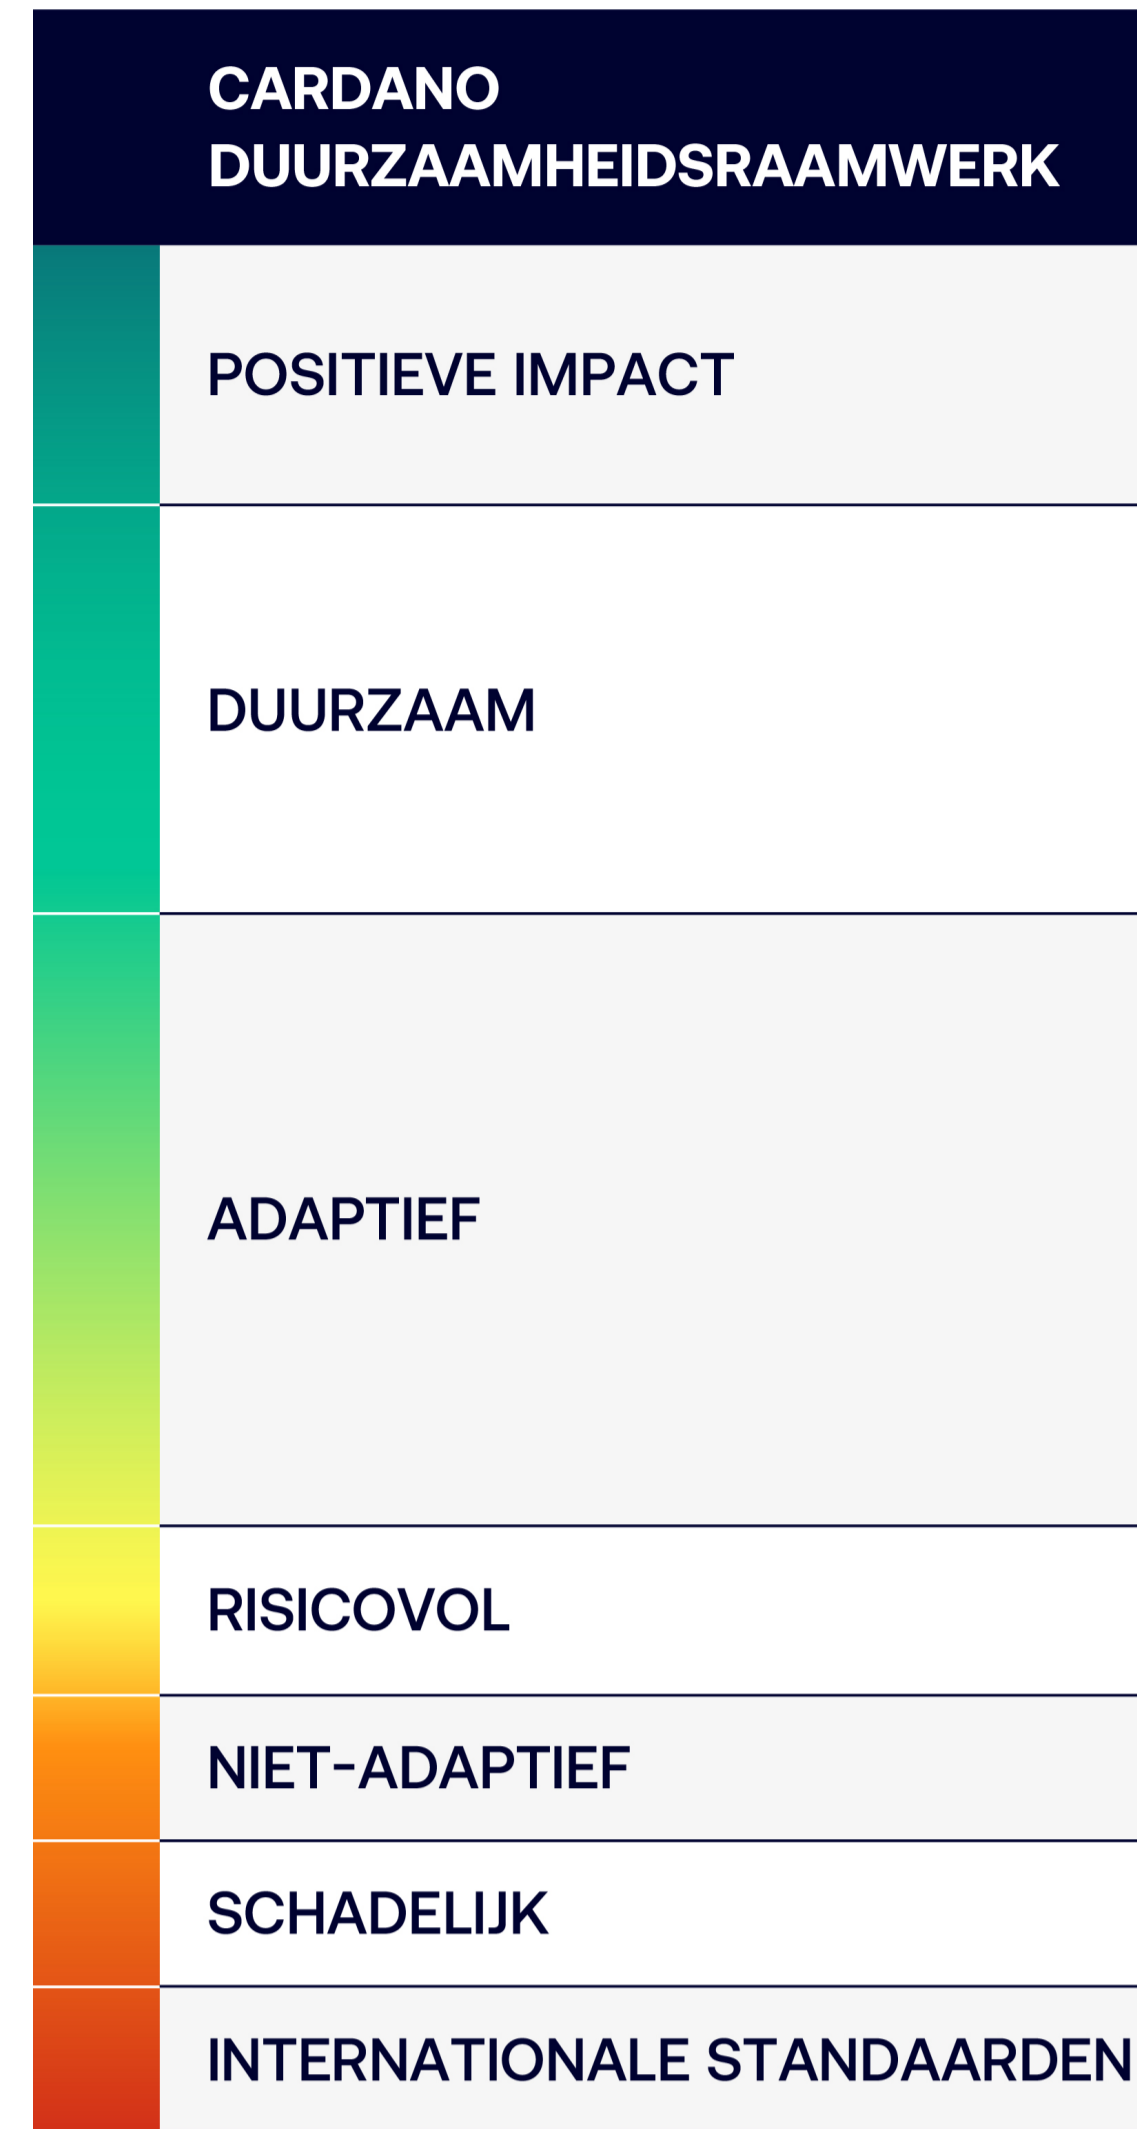 CARDANO
DUURZAAMHEIDSRAAMWERK
POSITIEVE IMPACT
DUURZAAM
ADAPTIEF
RISICOVOL
NIET-ADAPTIEF
SCHADELIJK
INTERNATIONALE STANDAARDEN